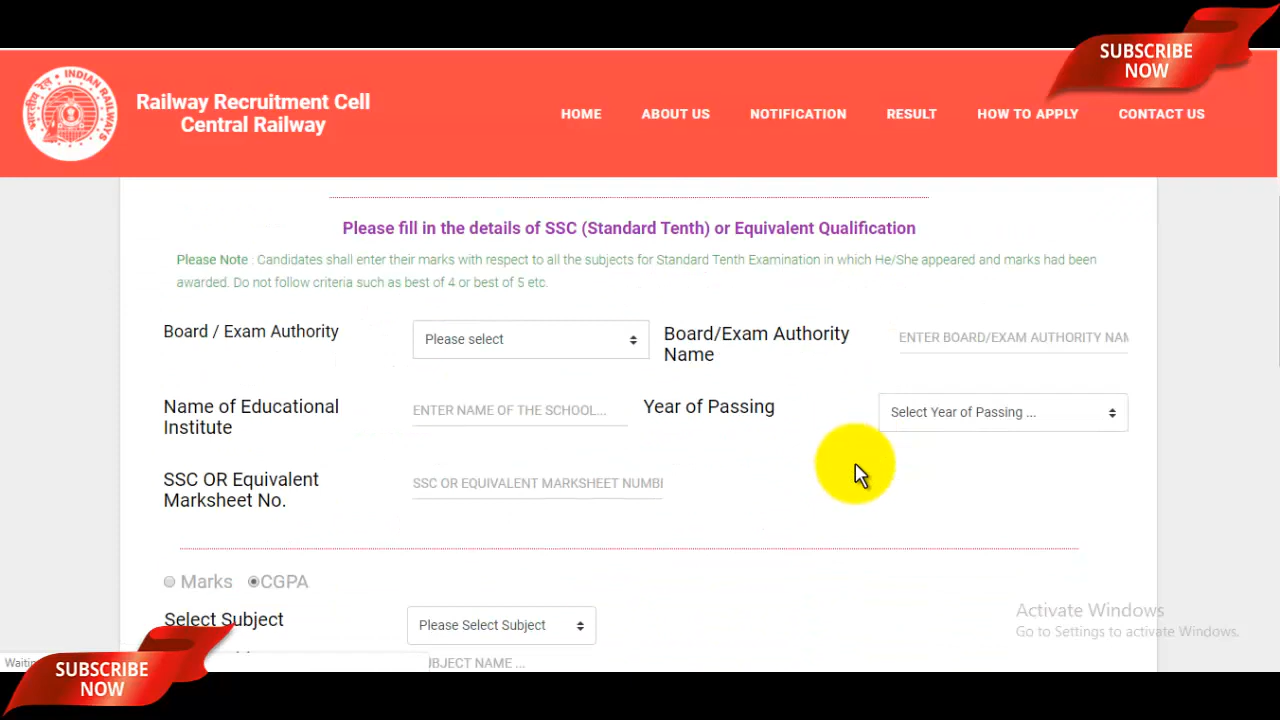 SUBSCRIBE
NOW
INDIAN RAILWAYS
भारतीय रेल
Railway Recruitment Cell
Central Railway
HOME ABOUT US NOTIFICATION RESULT HOW TO APPLY CONTACT US
Please fill in the details of SSC (Standard Tenth) or Equivalent Qualification
Please Note : Candidates shall enter their marks with respect to all the subjects for Standard Tenth Examination in which He/She appeared and marks had been
awarded. Do not follow criteria such as best of 4 or best of 5 etc.
Board / Exam Authority Please select Board/Exam Authority ENTER BOARD/EXAM AUTHORITY NAM
Name
Name of Educational ENTER NAME OF THE SCHOOL... Year of Passing Select Year of Passing ...
Institute
SSC OR Equivalent SSC OR EQUIVALENT MARKSHEET NUMBI
Marksheet No.
Marks CGPA
Select Subject Please Select Subject
Activate Windows
Go to Settings to activate Windows.
UBJECT NAME ...
SUBSCRIBE
NOW